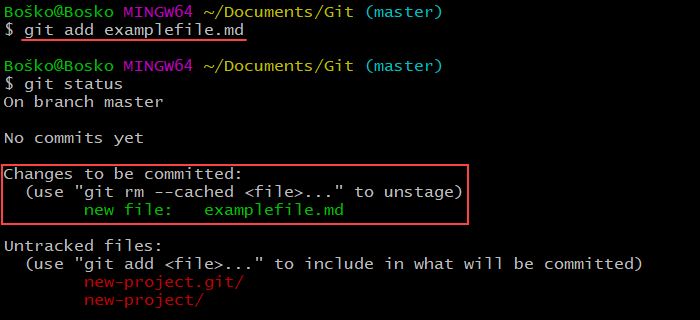 Boško@Bosko MINGW64 ~/Documents/Git (master)
$ git add examplefile.md
Boško@Bosko MINGW64 ~/Documents/Git (master)
$ git status
On branch master
No commits yet
Changes to be committed:
(use "git rm --cached <file>..." to unstage)
new file:   examplefile.md
Untracked files:
(use "git add <file>..." to include in what will be committed)
new-project.git/
new-project/